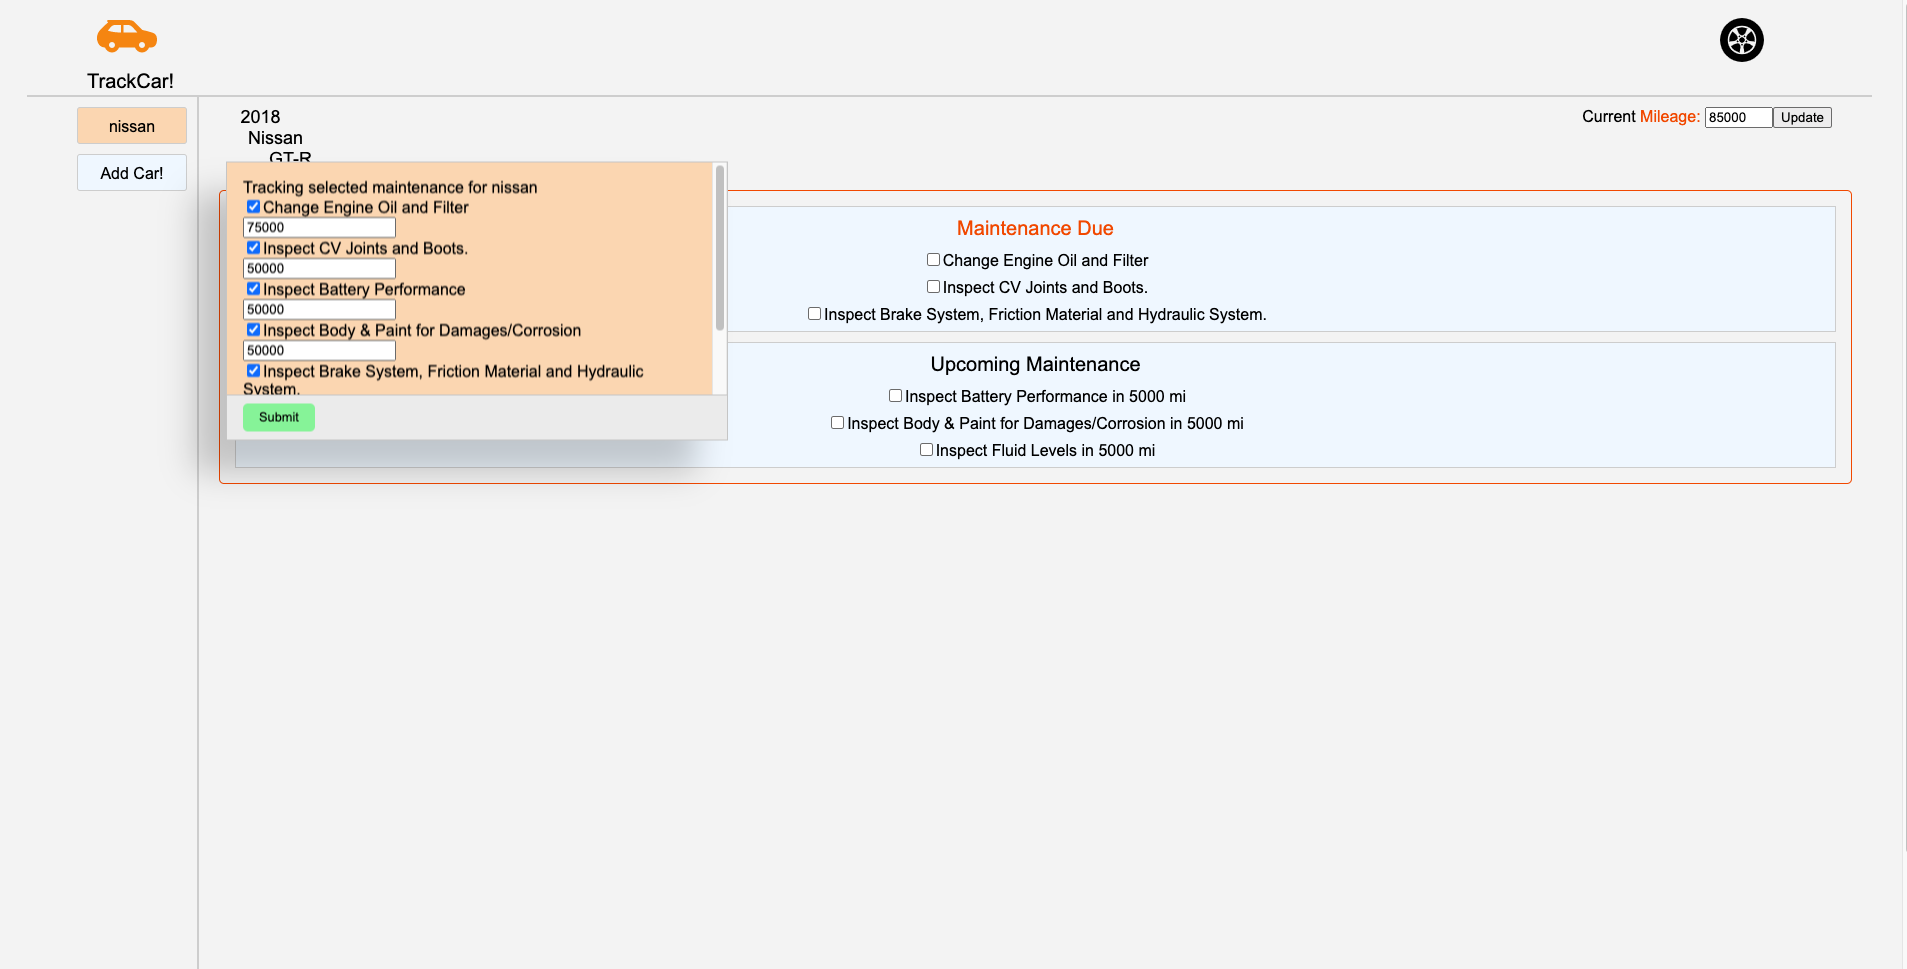 TrackCar!
nissan
Add Car!
2018
Nissan
GT-R
Current Mileage: 85000 Update
Tracking selected maintenance for nissan
Change Engine Oil and Filter
75000
Inspect CV Joints and Boots.
50000
Inspect Battery Performance
50000
Inspect Body & Paint for Damages/Corrosion
50000
Inspect Brake System, Friction Material and Hydraulic
System.
Submit
Maintenance Due
Change Engine Oil and Filter
Inspect CV Joints and Boots.
Inspect Brake System, Friction Material and Hydraulic System.
Upcoming Maintenance
Inspect Battery Performance in 5000 mi
Inspect Body & Paint for Damages/Corrosion in 5000 mi
Inspect Fluid Levels in 5000 mi